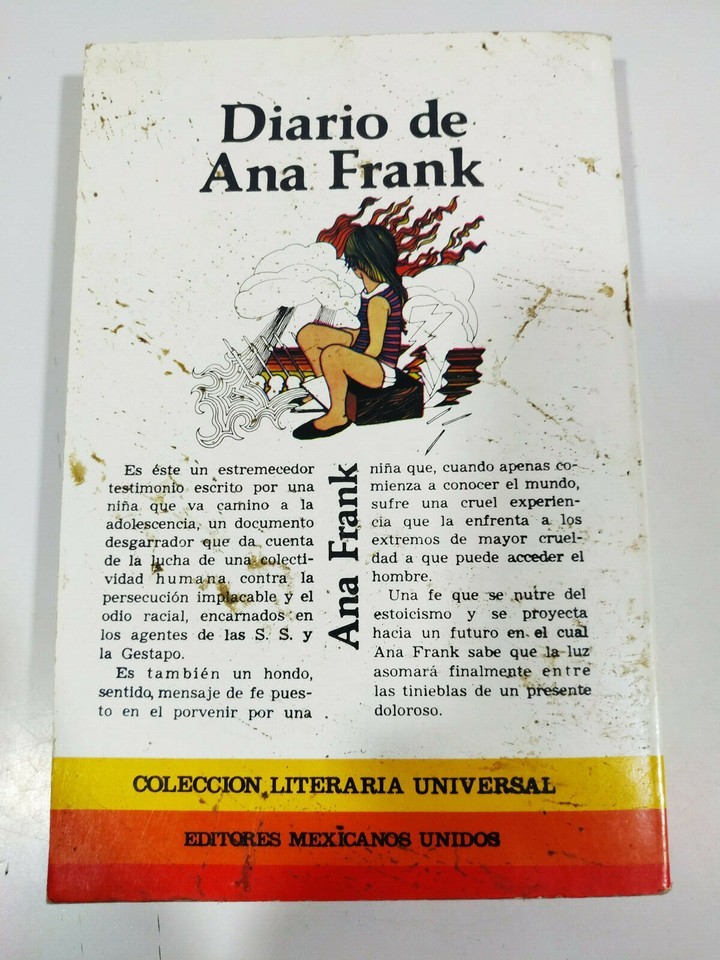 Diario de
Ana Frank
Es éste un estremecedor
testimonio escrito por una
niña que va camino a la
adolescencia, un documento
desgarrador que da cuenta
de la lucha de una colecti-
vidad humana contra la
persecución implacable y el
odio racial, encarnados en
los agentes de las S. S. y
la Gestapo.
Es también un hondo,
sentido, mensaje de fe pues-
to en el porvenir por una
Ana Frank
niña que, cuando apenas co-
mienza a conocer el mundo,
sufre una cruel experien-
cia que la enfrenta a los
extremos de mayor cruel-
dad a que puede acceder el
hombre.
Una fe que se nutre del
estoicismo y se proyecta
hacia un futuro en el cual
Ana Frank sabe que la luz
asomará finalmente entre
las tinieblas de un presente
doloroso.
COLECCION LITERARIA UNIVERSAL
EDITORES MEXICANOS UNIDOS